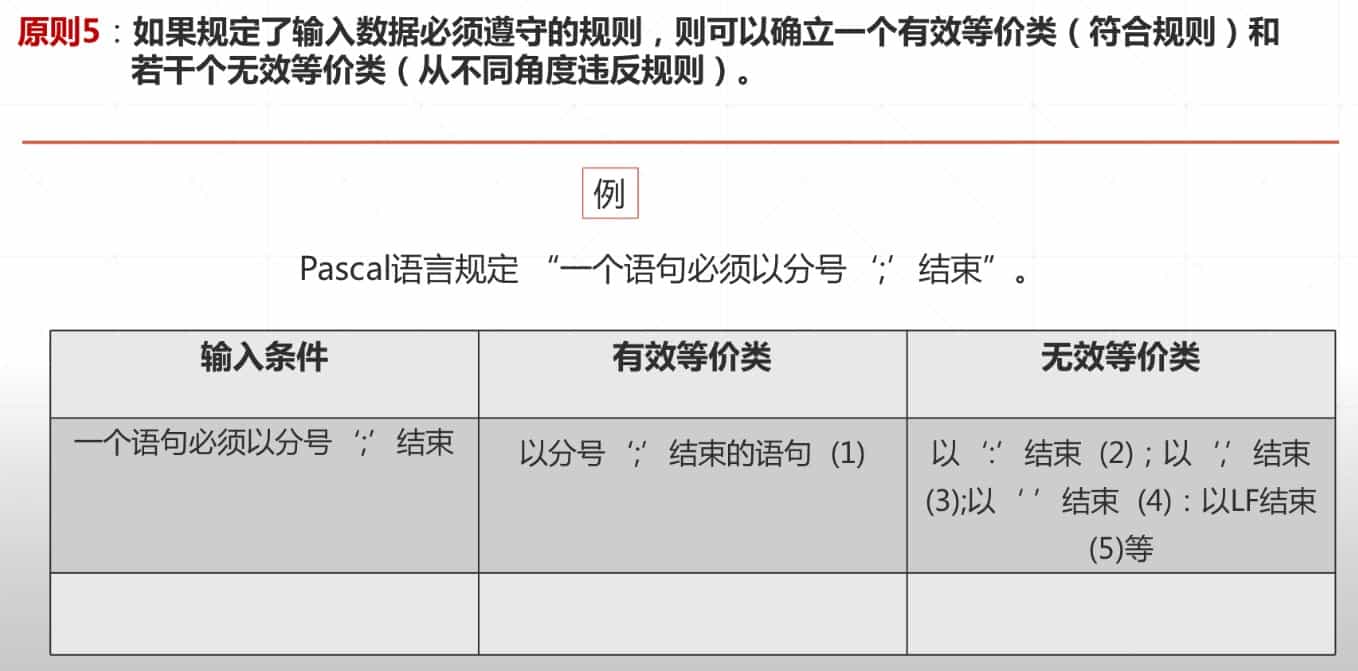 原则5：如果规定了输入数据必须遵守的规则，则可以确立一个有效等价类（符合规则）和
若干个无效等价类（从不同角度违反规则）。
例
Pascal语言规定 “一个语句必须以分号‘;’结束”。
输入条件
有效等价类
无效等价类
一个语句必须以分号‘;’结束
以分号‘;’结束的语句 (1)
以‘:’结束 (2)；以‘,’结束
(3);以‘ ’结束 (4)：以LF结束
(5)等